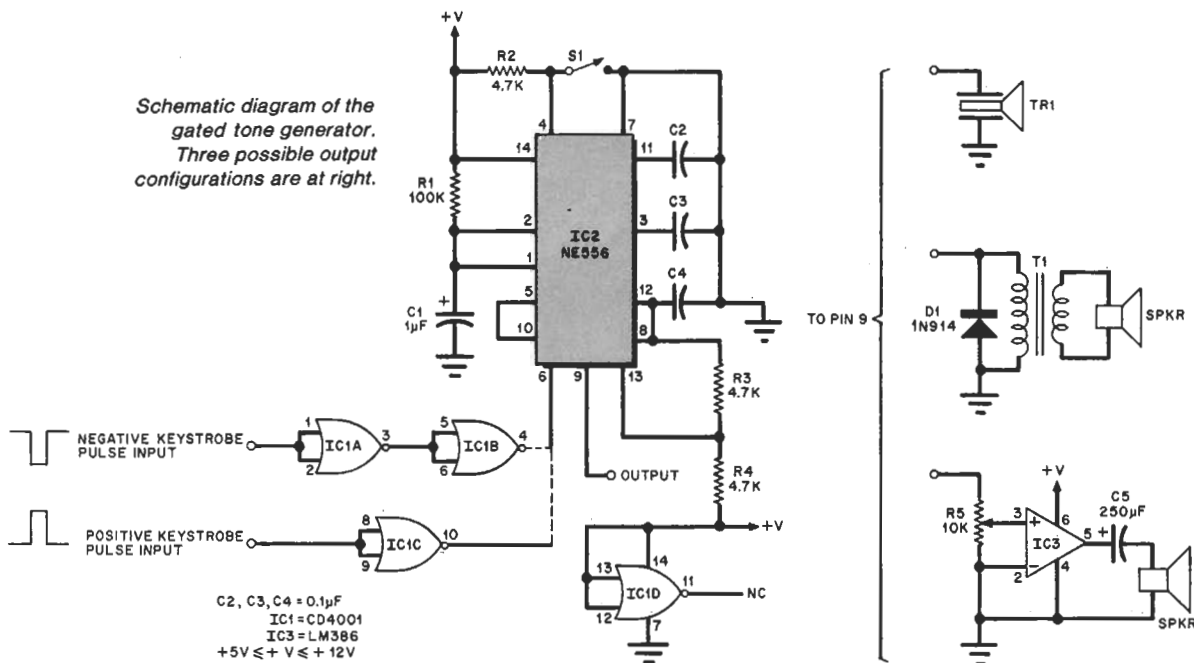 Schematic diagram of the
gated tone generator.
Three possible output
configurations are at right.
+V
R2
4.7K
S1
4
7
14
11
C2
R1
100K
2
3
C3
1
IC2
NE556
C4
5
12
10
8
+
C1
1µF
6
9
13
R3
4.7K
R4
4.7K
OUTPUT
+V
NEGATIVE KEYSTROBE
PULSE INPUT
1
2
IC1A
3
5
6
IC1B
4
POSITIVE KEYSTROBE
PULSE INPUT
8
9
IC1C
10
13
12
14
IC1D
11
NC
7
C2, C3, C4 = 0.1µF
IC1 = CD4001
IC3 = LM386
+5V ≤ + V ≤ + 12V
TO PIN 9
TR1
D1
1N914
T1
SPKR
+V
R5
10K
3
+
6
IC3
5
−
2
4
C5
250µF
+
SPKR